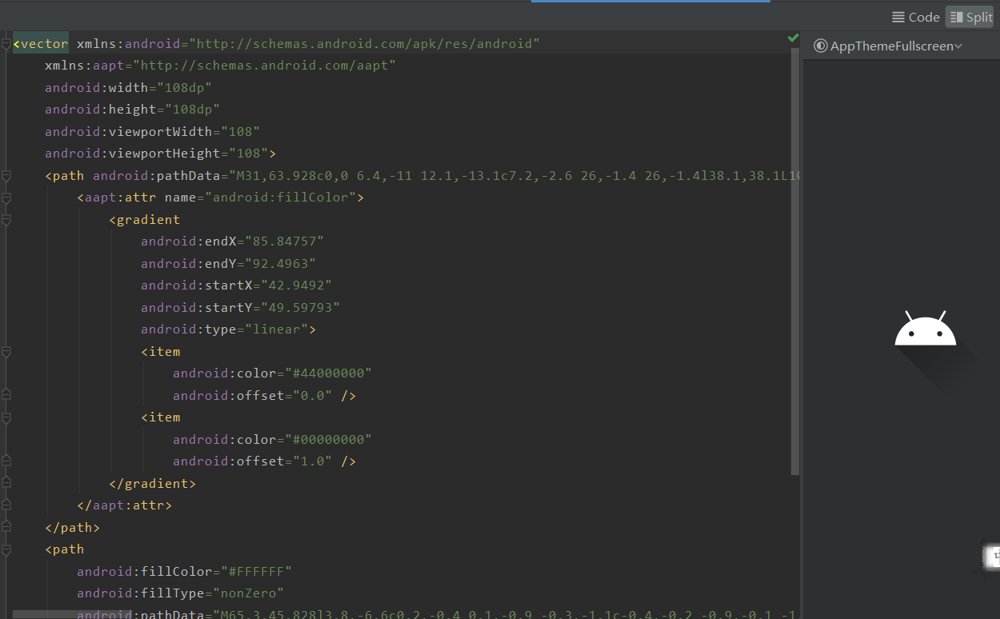 Code Split
<vector xmlns:android="http://schemas.android.com/apk/res/android"
AppThemeFullscreen
xmlns:aapt="http://schemas.android.com/aapt"
android:width="108dp"
android:height="108dp"
android:viewportWidth="108"
android:viewportHeight="108">
<path android:pathData="M31,63.928c0,0 6.4,-11 12.1,-13.1c7.2,-2.6 26,-1.4 26,-1.4l38.1,38.1L10
<aapt:attr name="android:fillColor">
<gradient
android:endX="85.84757"
android:endY="92.4963"
android:startX="42.9492"
android:startY="49.59793"
android:type="linear">
<item
android:color="#44000000"
android:offset="0.0" />
<item
android:color="#00000000"
android:offset="1.0" />
</gradient>
</aapt:attr>
</path>
<path
android:fillColor="#FFFFFF"
android:fillType="nonZero"
android:pathData="M65.3,45.828l3.8,-6.6c0.2,-0.4 0.1,-0.9 -0.3,-1.1c-0.4,-0.2 -0.9,-0.1 -1.